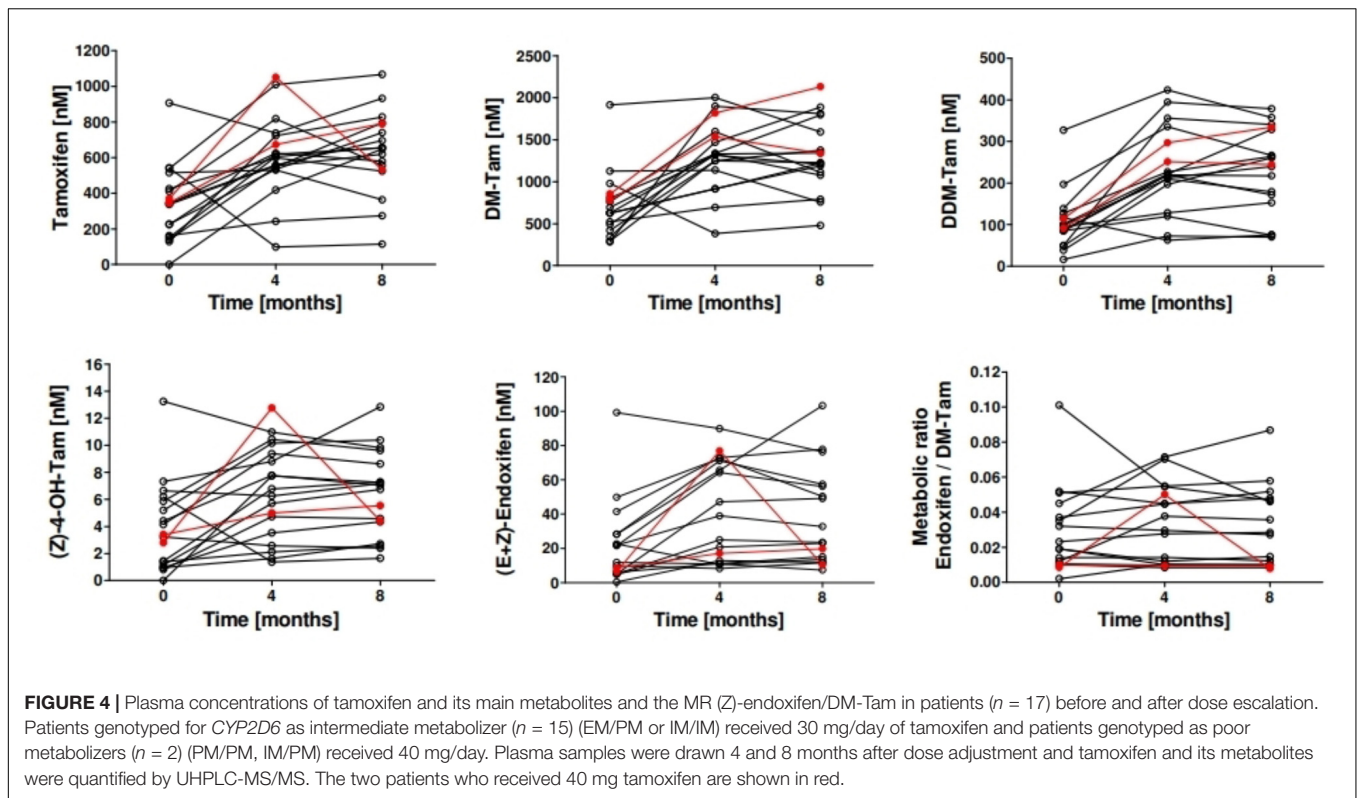 Tamoxifen [nM]
1200
1000
800
600
400
200
0
0 4 8
Time [months]
DM-Tam [nM]
2500
2000
1500
1000
500
0
0 4 8
Time [months]
DDM-Tam [nM]
500
400
300
200
100
0
0 4 8
Time [months]
(Z)-4-OH-Tam [nM]
16
14
12
10
8
6
4
2
0
0 4 8
Time [months]
(E+Z)-Endoxifen [nM]
120
100
80
60
40
20
0
0 4 8
Time [months]
Metabolic ratio
Endoxifen / DM-Tam
0.12
0.10
0.08
0.06
0.04
0.02
0.00
0 4 8
Time [months]
FIGURE 4 | Plasma concentrations of tamoxifen and its main metabolites and the MR (Z)-endoxifen/DM-Tam in patients (n = 17) before and after dose escalation.
Patients genotyped for CYP2D6 as intermediate metabolizer (n = 15) (EM/PM or IM/IM) received 30 mg/day of tamoxifen and patients genotyped as poor
metabolizers (n = 2) (PM/PM, IM/PM) received 40 mg/day. Plasma samples were drawn 4 and 8 months after dose adjustment and tamoxifen and its metabolites
were quantified by UHPLC-MS/MS. The two patients who received 40 mg tamoxifen are shown in red.